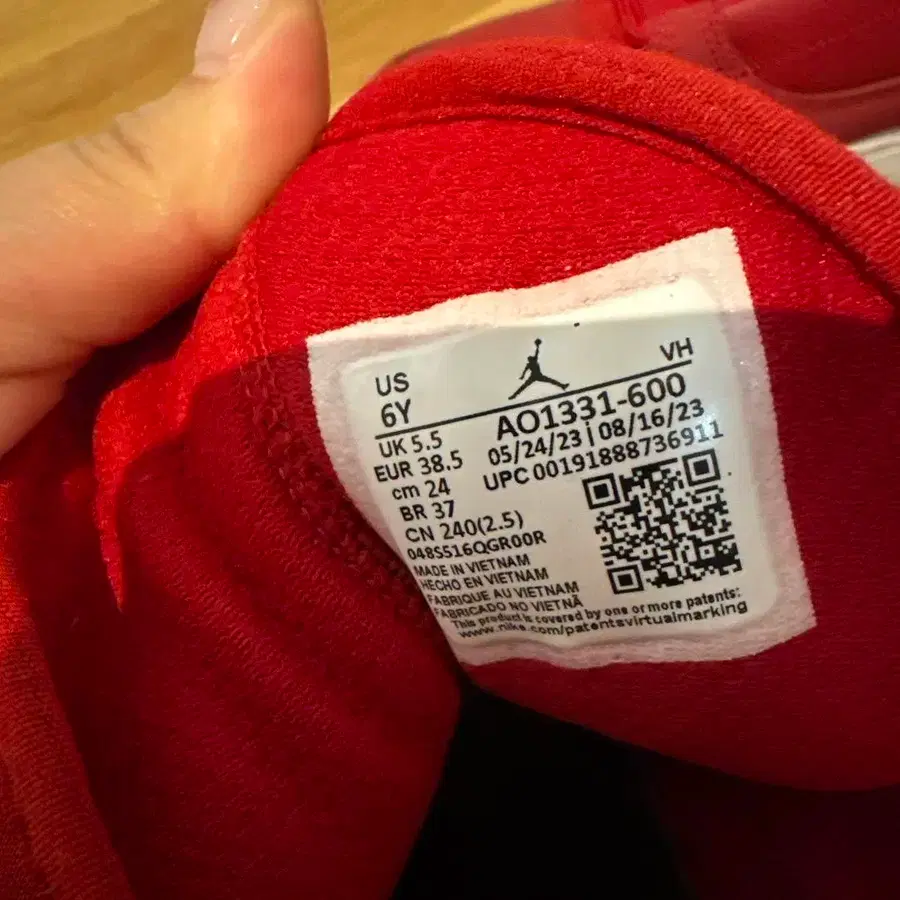 US
6Y
VH
UK 5.5
EUR 38.5
cm 24
BR 37
CN 240(2.5)
AO1331-600
05/24/23 | 08/16/23
UPC 00191888736911
048S516QGR00R
MADE IN VIETNAM
HECHO EN VIETNAM
FABRIQUE AU VIETNAM
FABRICADO NO VIETNÃ
This product is covered by one or more patents:
www.nike.com/patentsvirtualmarking